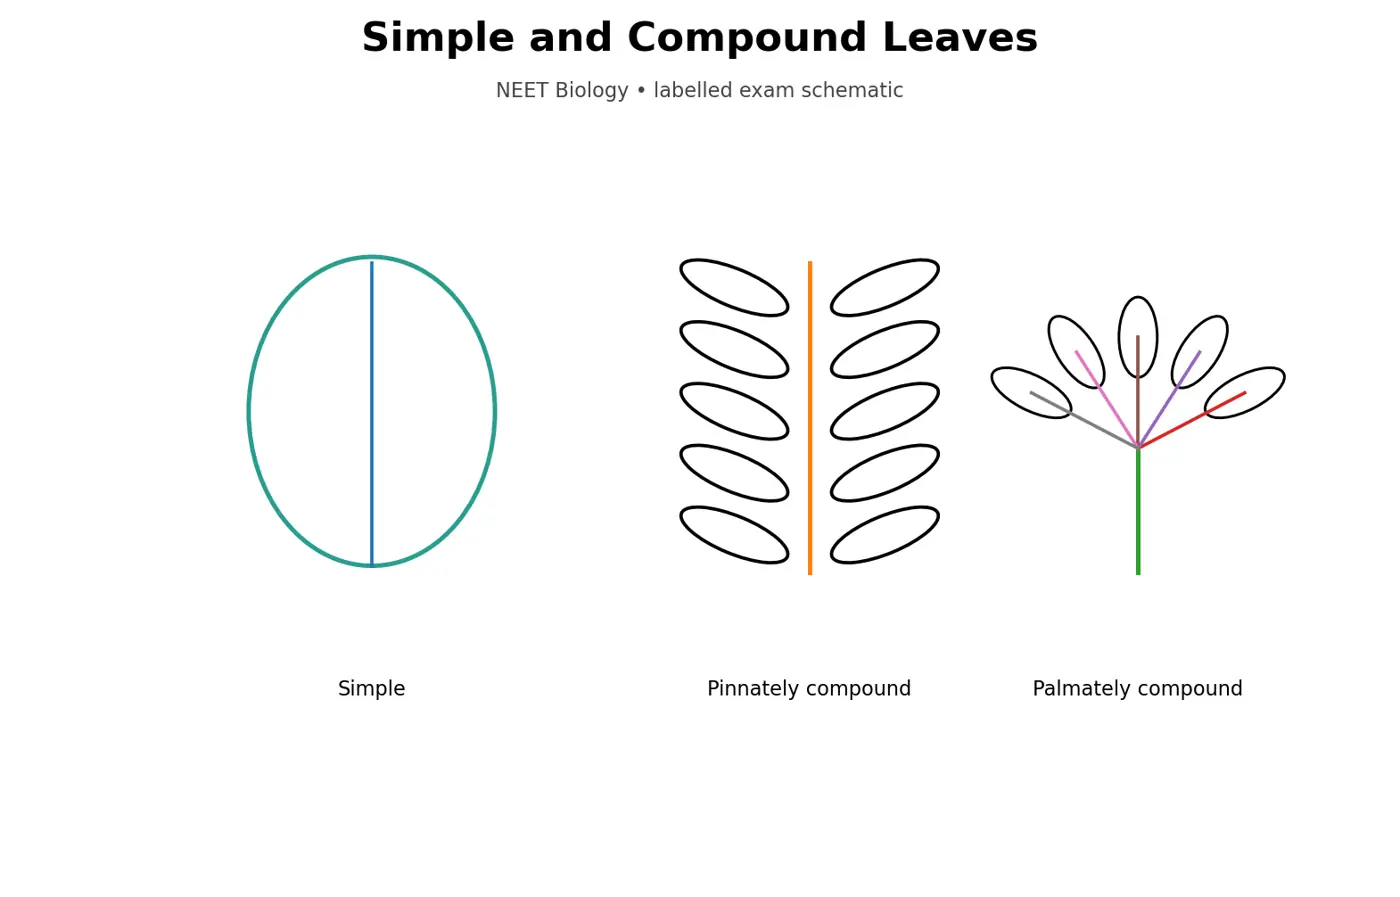 Simple and Compound Leaves
NEET Biology • labelled exam schematic
Simple
Pinnately compound
Palmately compound